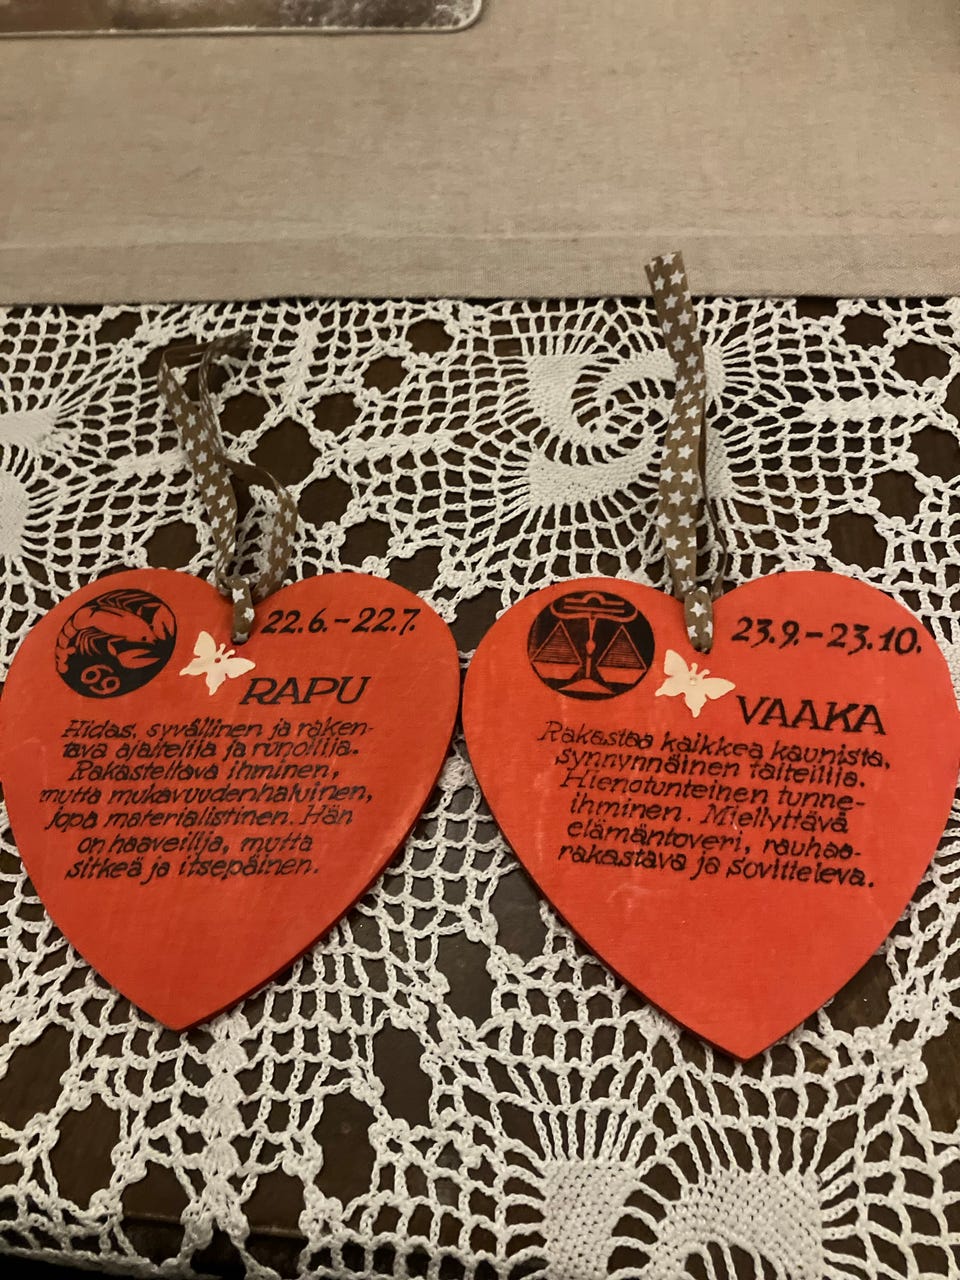 22.6.-22.7.
RAPU
Hidas, syvällinen ja raken-
tava ajattelija ja runoilija.
Rakastettava ihminen,
mutta mukavuudenhaluinen,
jopa materialistinen. Hän
on haaveilija, mutta
sitkeä ja itsepäinen.
23.9.-23.10.
VAAKA
Rakastaa kaikkea kaunista,
synnynnäinen taiteilija.
Hienotunteinen tunne-
ihminen. Miellyttävä
elämäntoveri, rauhaa-
rakastava ja sovitteleva.